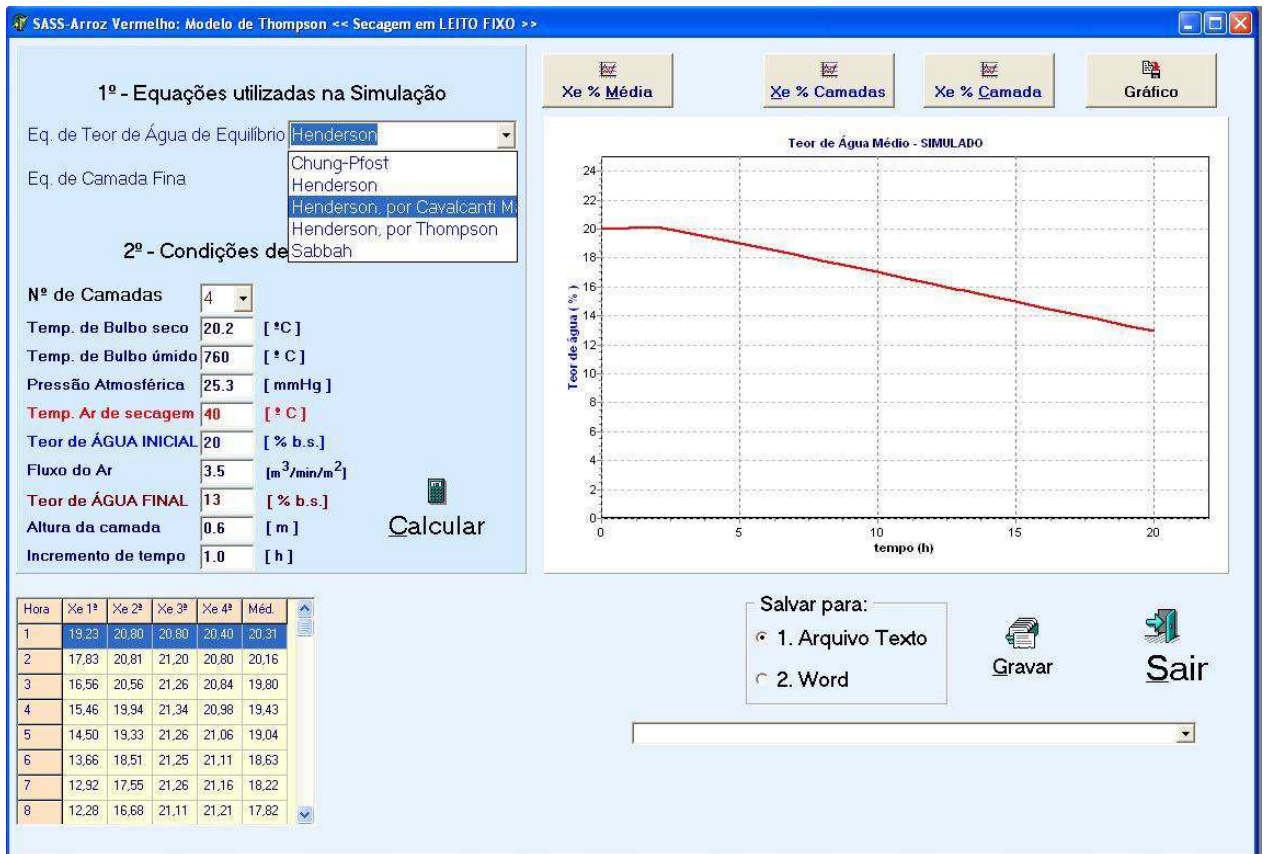 SASS-Arroz Vermelho: Modelo de Thompson << Secagem em LEITO FIXO >>
1º - Equações utilizadas na Simulação
Eq. de Teor de Água de Equilíbrio Henderson
Chung-Pfost
Henderson
Henderson, por Cavalcanti M
Henderson, por Thompson
Sabbah
Eq. de Camada Fina
2º - Condições de
Nº de Camadas 4
Temp. de Bulbo seco 20.2 [ ºC ]
Temp. de Bulbo úmido 760 [ º C ]
Pressão Atmosférica 25.3 [ mmHg ]
Temp. Ar de secagem 40 [ º C ]
Teor de ÁGUA INICIAL 20 [ % b.s.]
Fluxo do Ar 3.5 [m3/min/m2]
Teor de ÁGUA FINAL 13 [ % b.s.]
Altura da camada 0.6 [ m ]
Incremento de tempo 1.0 [ h ]
Calcular
Xe % Média Xe % Camadas Xe % Camada Gráfico
Teor de Água Médio - SIMULADO
Teor de água ( % )
24
22
20
18
16
14
12
10
8
6
4
2
0
0 5 10 15 20
tempo (h)
Hora Xe 1ª Xe 2ª Xe 3ª Xe 4ª Méd.
1 19,23 20,80 20,80 20,40 20,31
2 17,83 20,81 21,20 20,80 20,16
3 16,56 20,56 21,26 20,84 19,80
4 15,46 19,94 21,34 20,98 19,43
5 14,50 19,33 21,26 21,06 19,04
6 13,66 18,51 21,25 21,11 18,63
7 12,92 17,55 21,26 21,16 18,22
8 12,28 16,68 21,11 21,21 17,82
Salvar para:
1. Arquivo Texto
2. Word
Gravar
Sair